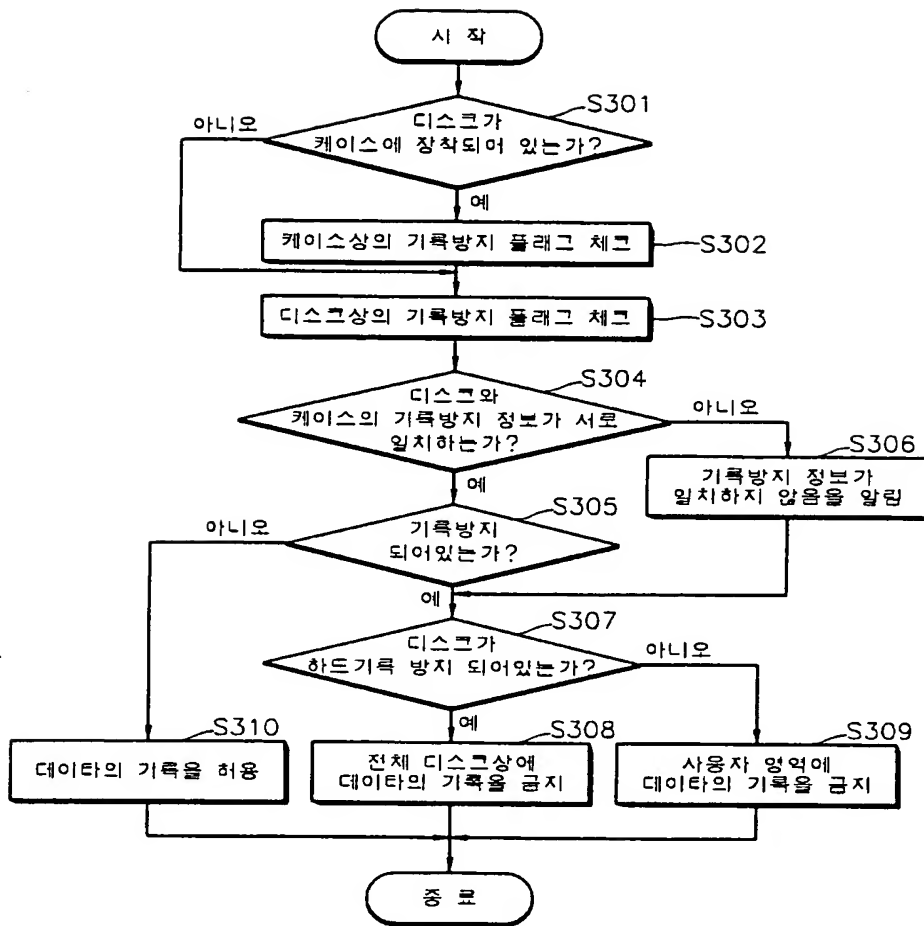 시 작
S301
아니오
디스크가
케이스에 장착되어 있는가?
예
케이스상의 기록방지 플래그 체크
S302
디스크상의 기록방지 플래그 체크
S303
S304
디스크와
케이스의 기록방지 정보가 서로
일치하는가?
아니오
S306
기록방지 정보가
일치하지 않음을 알림
예
S305
아니오
기록방지
되어있는가?
예
S307
디스크가
하드기록 방지 되어있는가?
아니오
예
S310
데이타의 기록을 허용
S308
전체 디스크상에
데이타의 기록을 금지
S309
사용자 영역에
데이타의 기록을 금지
종 료